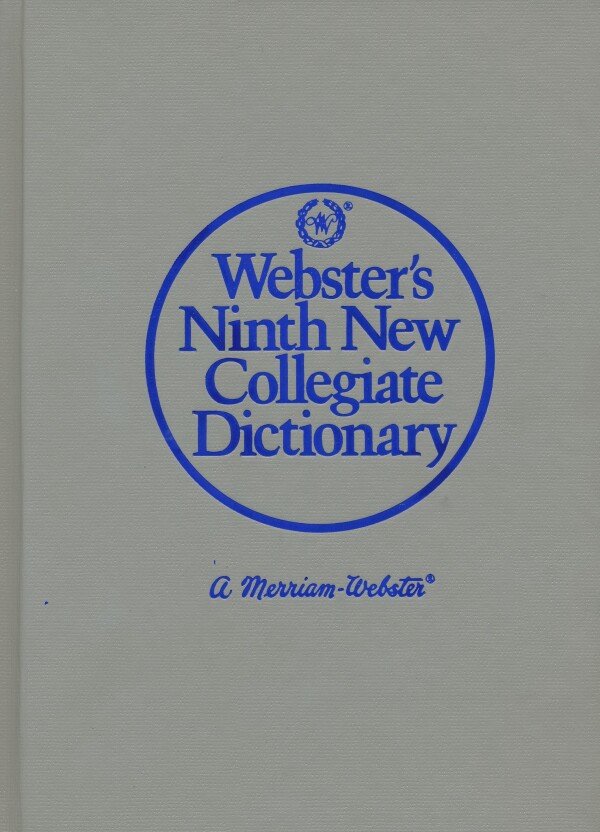 W
®
Webster's
Ninth New
Collegiate
Dictionary
A Merriam-Webster®